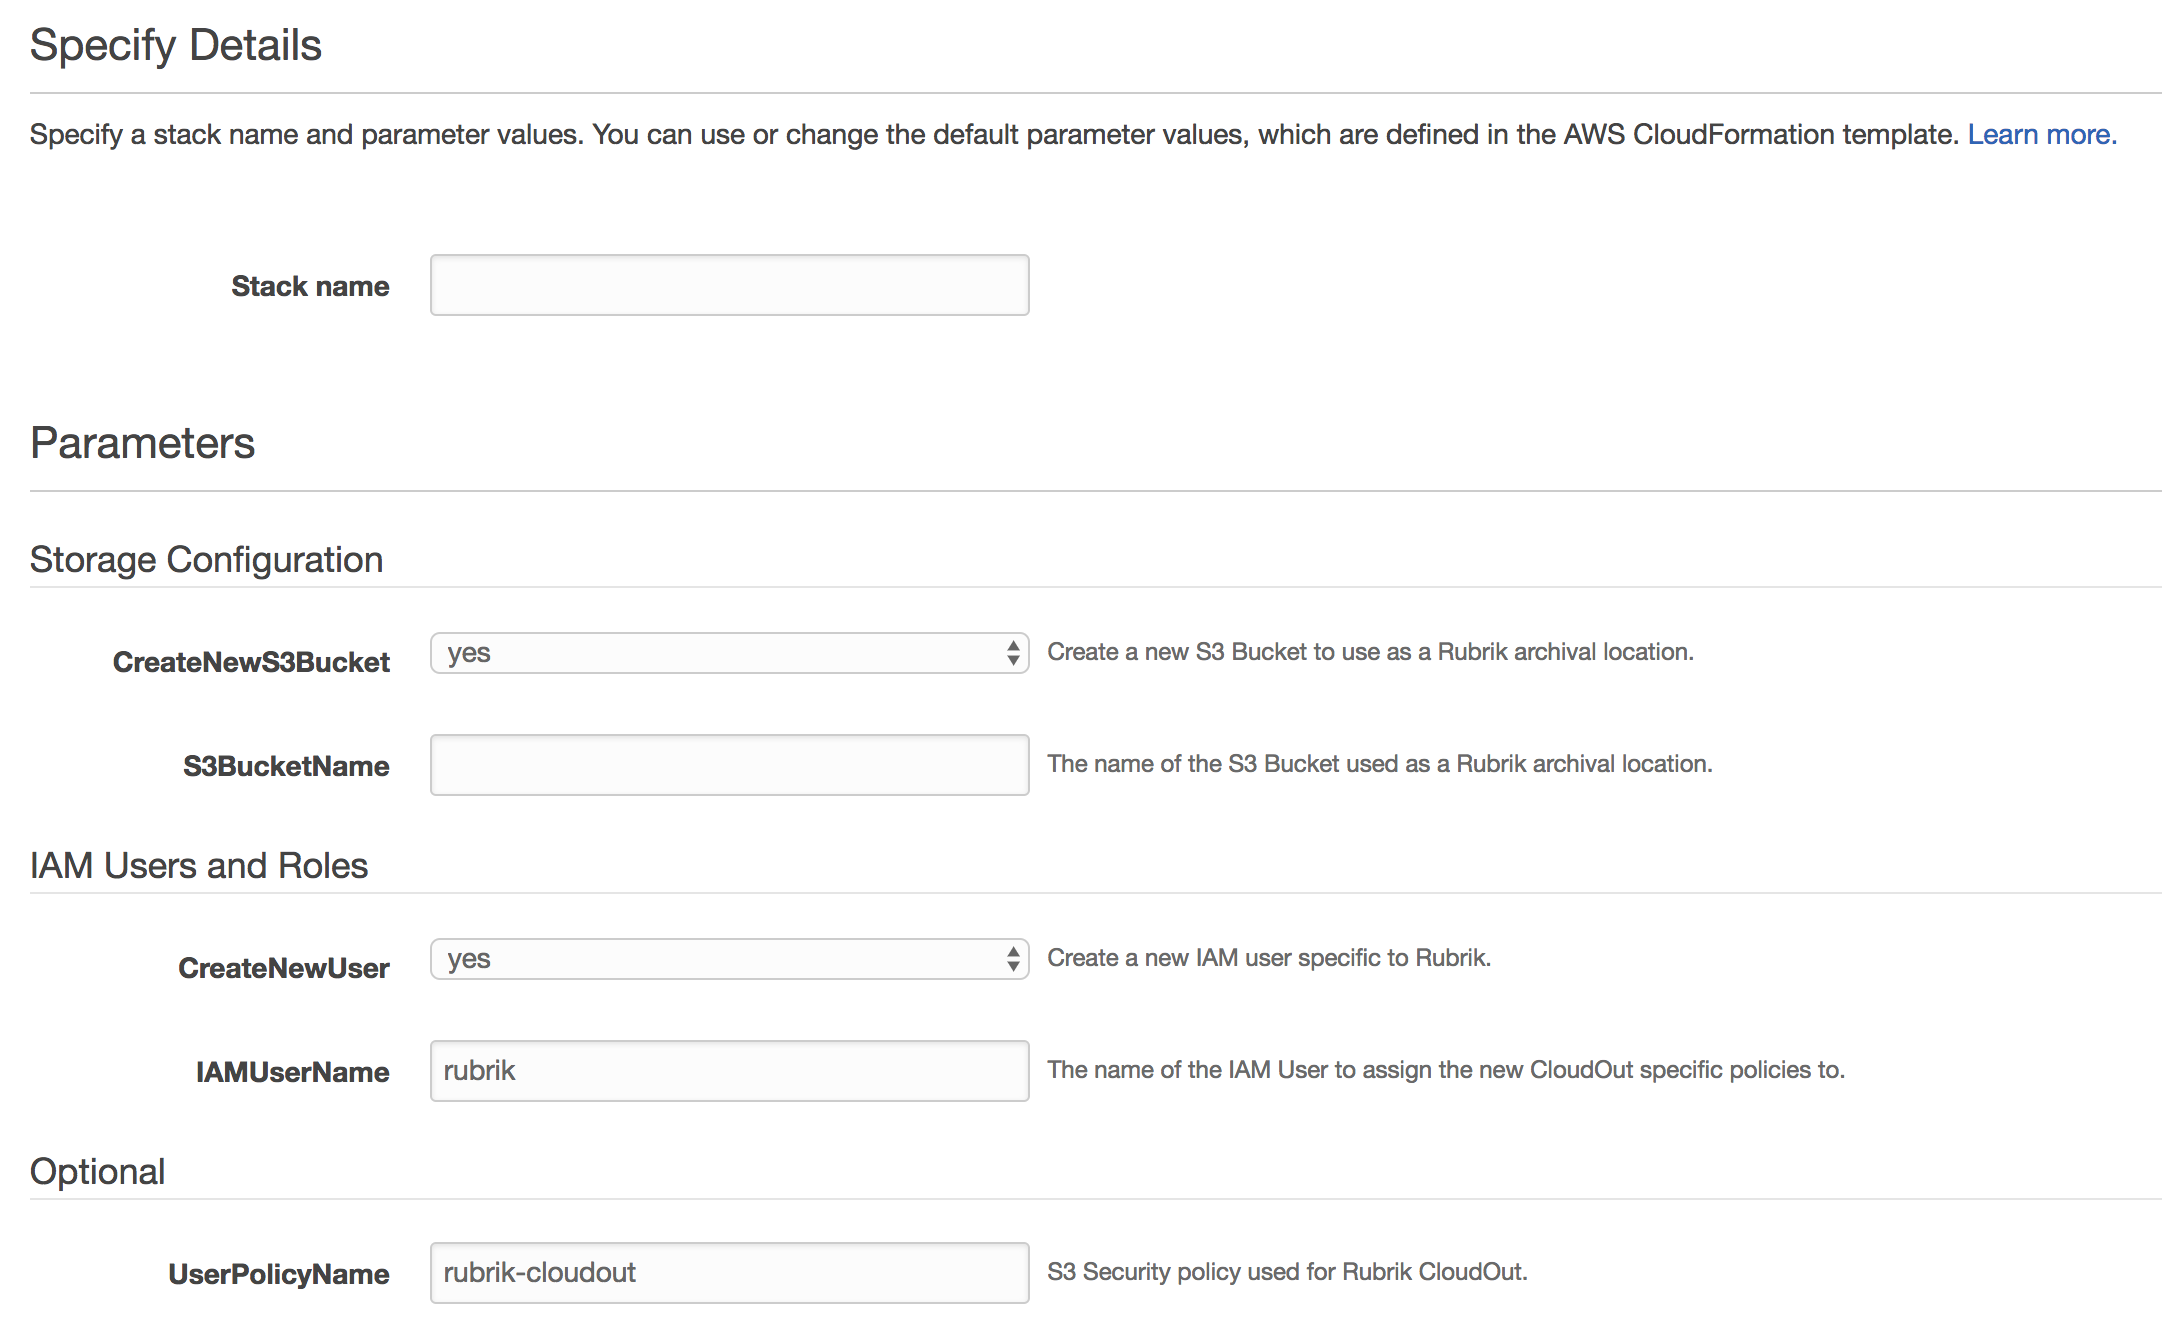 Specify Details
Specify a stack name and parameter values. You can use or change the default parameter values, which are defined in the AWS CloudFormation template. Learn more.
Stack name
Parameters
Storage Configuration
CreateNewS3Bucket yes Create a new S3 Bucket to use as a Rubrik archival location.
S3BucketName The name of the S3 Bucket used as a Rubrik archival location.
IAM Users and Roles
CreateNewUser yes Create a new IAM user specific to Rubrik.
IAMUserName rubrik The name of the IAM User to assign the new CloudOut specific policies to.
Optional
UserPolicyName rubrik-cloudout S3 Security policy used for Rubrik CloudOut.